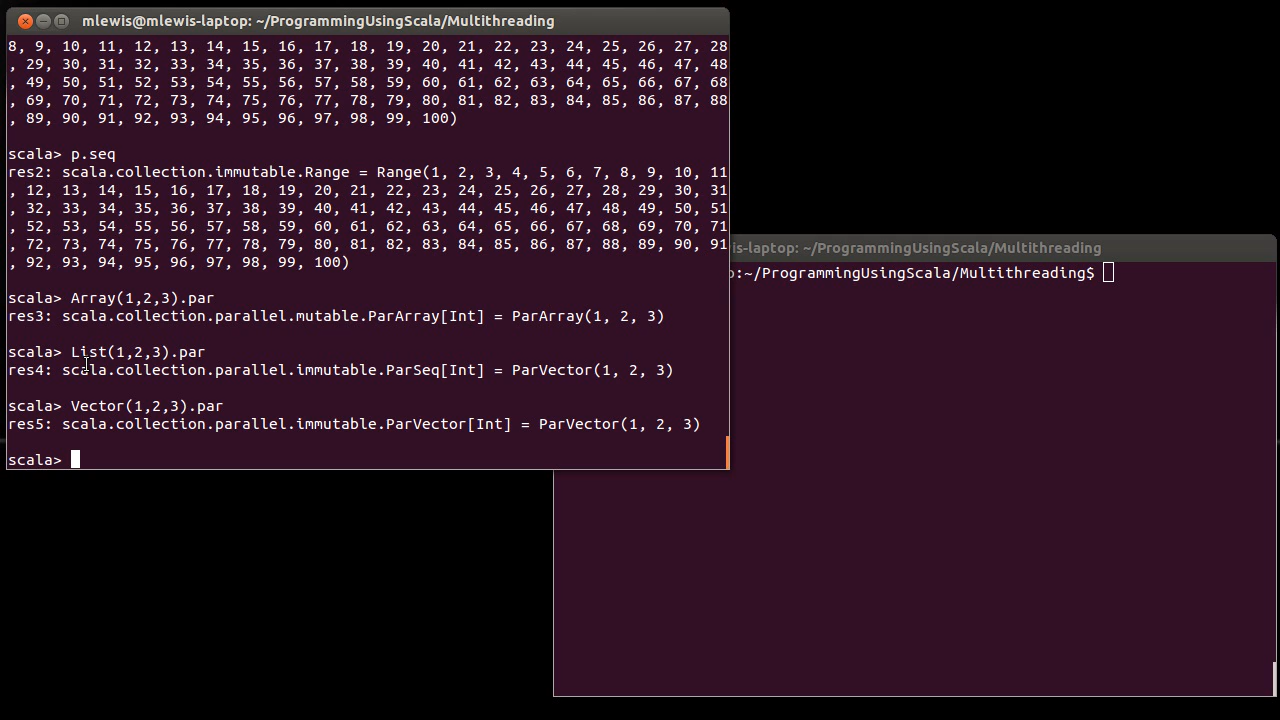 mlewis@mlewis-laptop: ~/ProgrammingUsingScala/Multithreading
8, 9, 10, 11, 12, 13, 14, 15, 16, 17, 18, 19, 20, 21, 22, 23, 24, 25, 26, 27, 28
, 29, 30, 31, 32, 33, 34, 35, 36, 37, 38, 39, 40, 41, 42, 43, 44, 45, 46, 47, 48
, 49, 50, 51, 52, 53, 54, 55, 56, 57, 58, 59, 60, 61, 62, 63, 64, 65, 66, 67, 68
, 69, 70, 71, 72, 73, 74, 75, 76, 77, 78, 79, 80, 81, 82, 83, 84, 85, 86, 87, 88
, 89, 90, 91, 92, 93, 94, 95, 96, 97, 98, 99, 100)
scala> p.seq
res2: scala.collection.immutable.Range = Range(1, 2, 3, 4, 5, 6, 7, 8, 9, 10, 11
, 12, 13, 14, 15, 16, 17, 18, 19, 20, 21, 22, 23, 24, 25, 26, 27, 28, 29, 30, 31
, 32, 33, 34, 35, 36, 37, 38, 39, 40, 41, 42, 43, 44, 45, 46, 47, 48, 49, 50, 51
, 52, 53, 54, 55, 56, 57, 58, 59, 60, 61, 62, 63, 64, 65, 66, 67, 68, 69, 70, 71
, 72, 73, 74, 75, 76, 77, 78, 79, 80, 81, 82, 83, 84, 85, 86, 87, 88, 89, 90, 91
, 92, 93, 94, 95, 96, 97, 98, 99, 100)
scala> Array(1,2,3).par
res3: scala.collection.parallel.mutable.ParArray[Int] = ParArray(1, 2, 3)
scala> List(1,2,3).par
res4: scala.collection.parallel.immutable.ParSeq[Int] = ParVector(1, 2, 3)
scala> Vector(1,2,3).par
res5: scala.collection.parallel.immutable.ParVector[Int] = ParVector(1, 2, 3)
scala>
is-laptop: ~/ProgrammingUsingScala/Multithreading
:~/ProgrammingUsingScala/Multithreading$